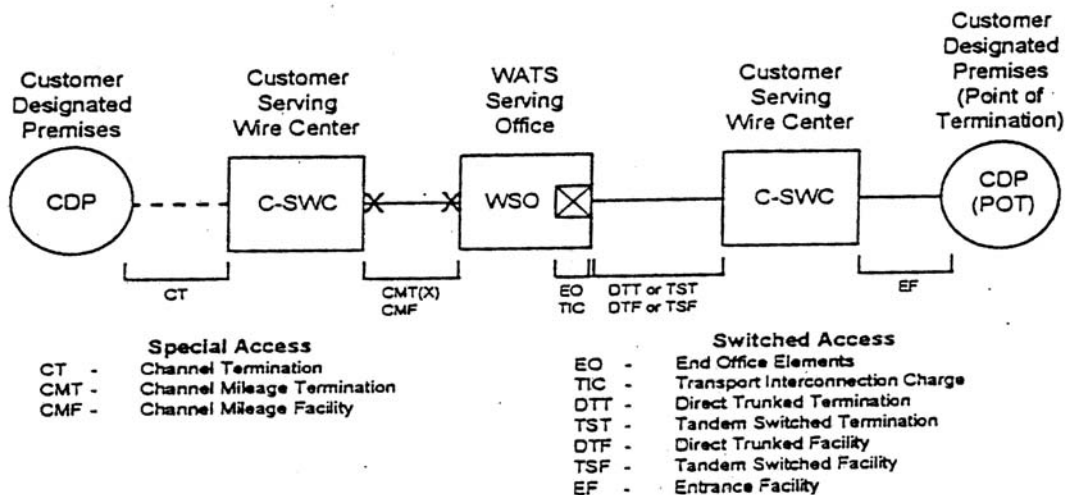 Customer
Designated
Premises
Customer
Serving
Wire Center
WATS
Serving
Office
Customer
Serving
Wire Center
Customer
Designated
Premises
(Point of
Termination)
CDP
C-SWC
X
X
WSO
C-SWC
CDP
(POT)
CT
CMT(X)
CMF
EO
TIC
DTT or TST
DTF or TSF
EF
Special Access
CT - Channel Termination
CMT - Channel Mileage Termination
CMF - Channel Mileage Facility
Switched Access
EO - End Office Elements
TIC - Transport Interconnection Charge
DTT - Direct Trunked Termination
TST - Tandem Switched Termination
DTF - Direct Trunked Facility
TSF - Tandem Switched Facility
EF - Entrance Facility